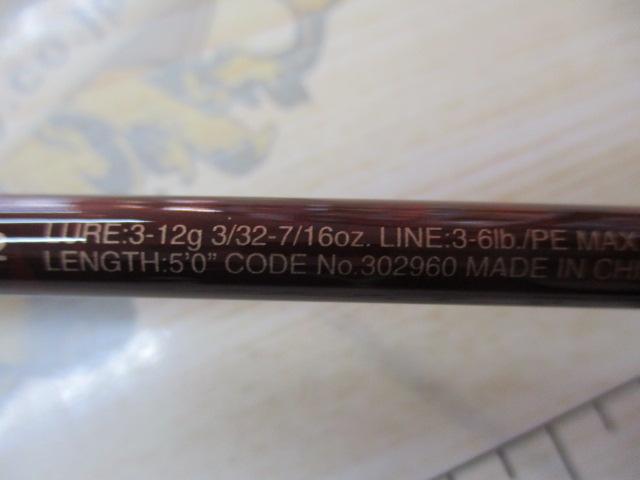 LURE:3-12g 3/32-7/16oz. LINE:3-6lb./PE MAX
LENGTH:5'0" CODE No.302960 MADE IN CH